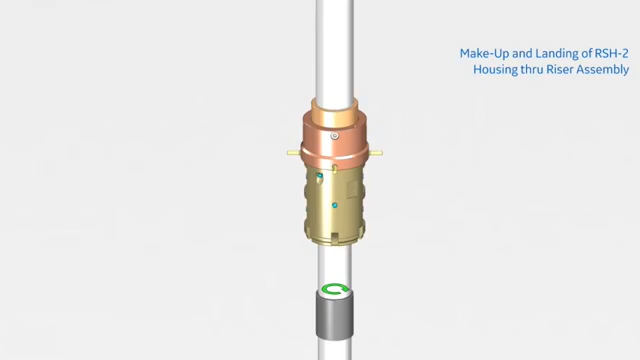 Make-Up and Landing of RSH-2
Housing thru Riser Assembly